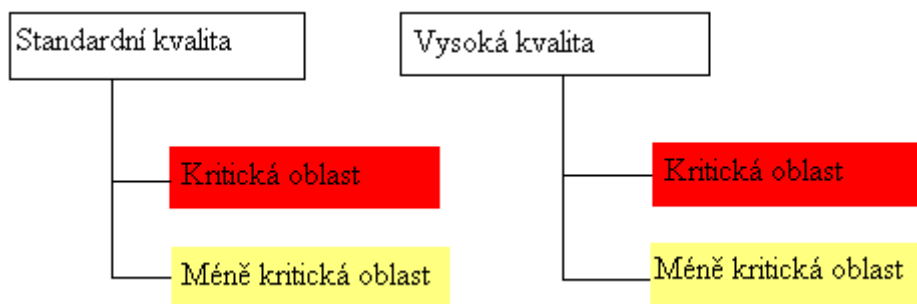 Standardní kvalita
Vysoká kvalita
Kritická oblast
Kritická oblast
Méně kritická oblast
Méně kritická oblast